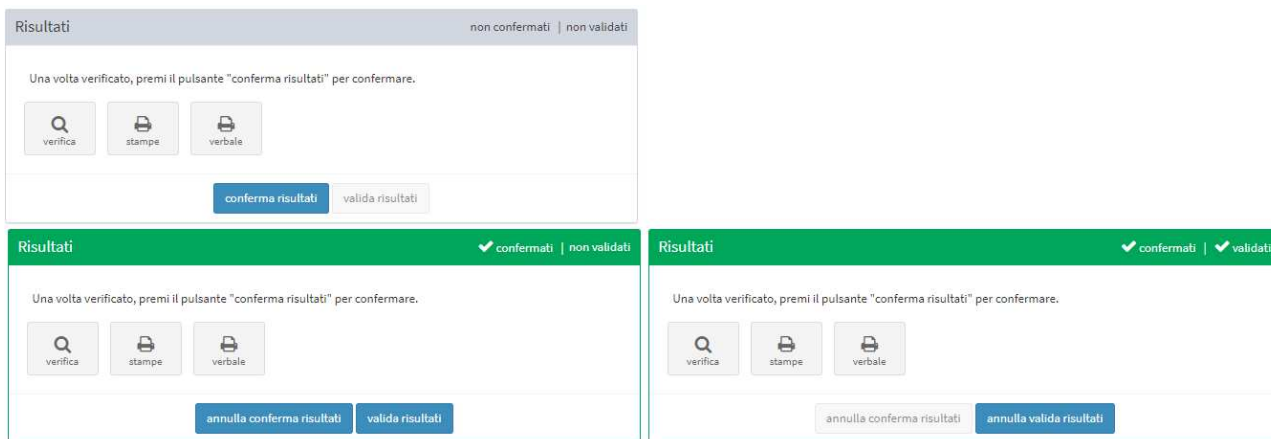 Risultati non confermati | non validati
Una volta verificato, premi il pulsante "conferma risultati" per confermare.
verifica stampe verbale
conferma risultati valida risultati
Risultati confermati | non validati
Una volta verificato, premi il pulsante "conferma risultati" per confermare.
verifica stampe verbale
annulla conferma risultati valida risultati
Risultati confermati | validati
Una volta verificato, premi il pulsante "conferma risultati" per confermare.
verifica stampe verbale
annulla conferma risultati annulla valida risultati